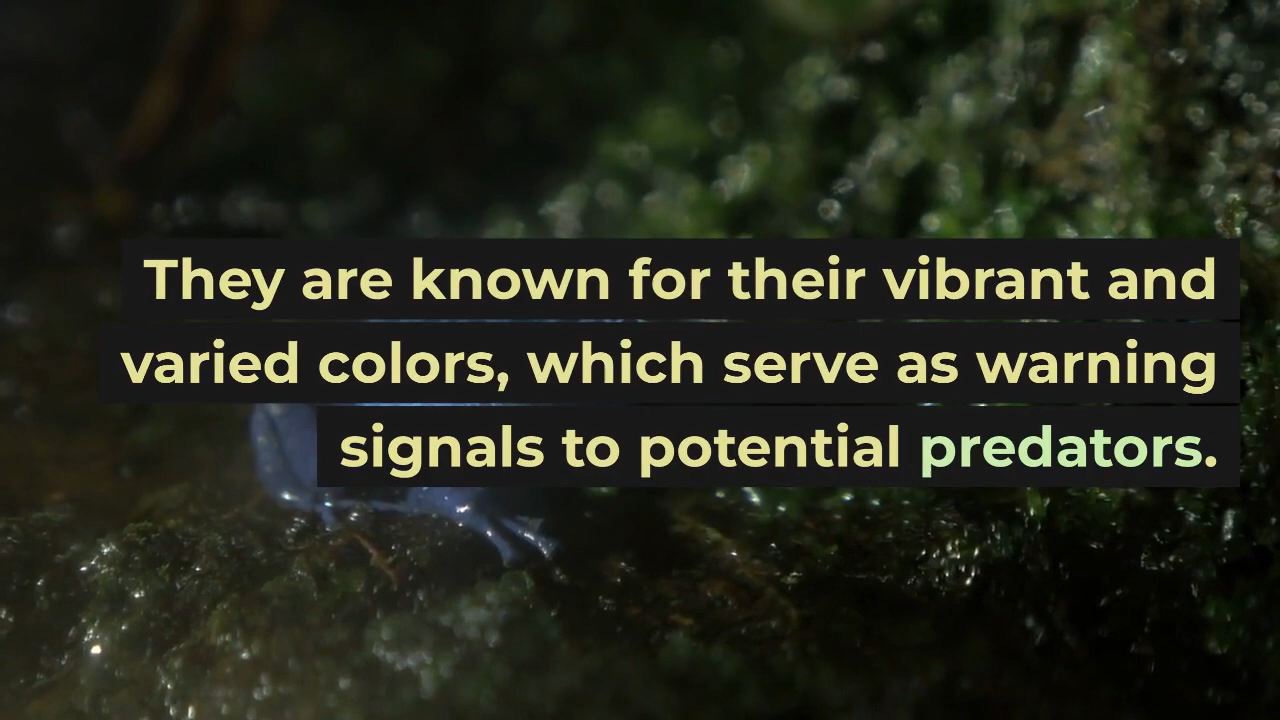 They are known for their vibrant and
varied colors, which serve as warning
signals to potential predators.